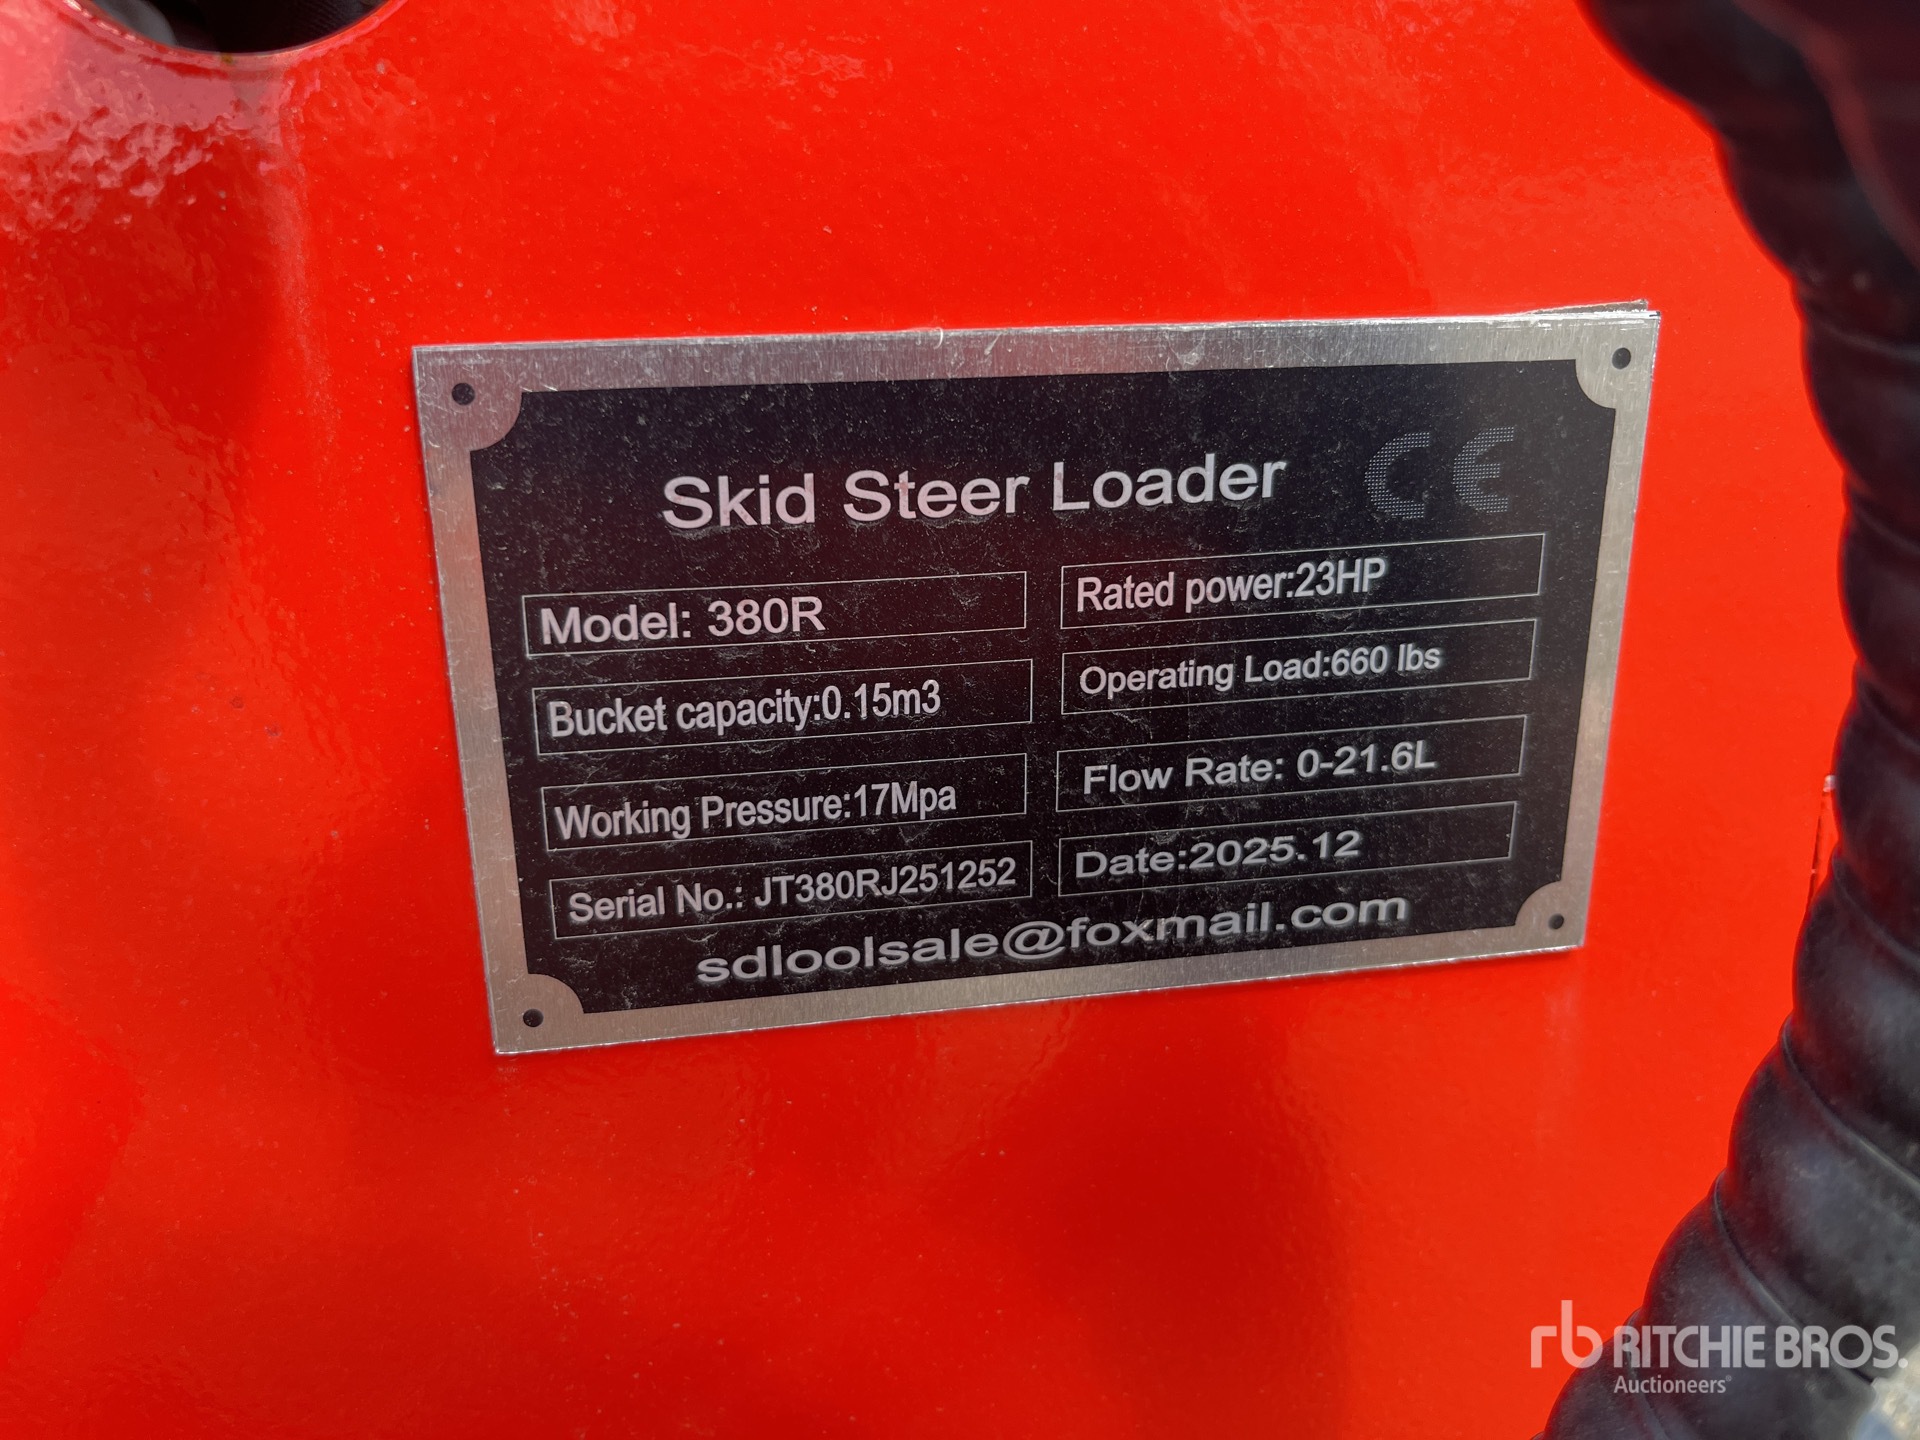 Skid Steer Loader CE
Model: 380R
Rated power:23HP
Bucket capacity:0.15m3
Operating Load:660 lbs
Working Pressure:17Mpa
Flow Rate: 0-21.6L
Serial No.: JT380RJ251252
Date:2025.12
sdloolsale@foxmail.com
rb RITCHIE BROS.
Auctioneers